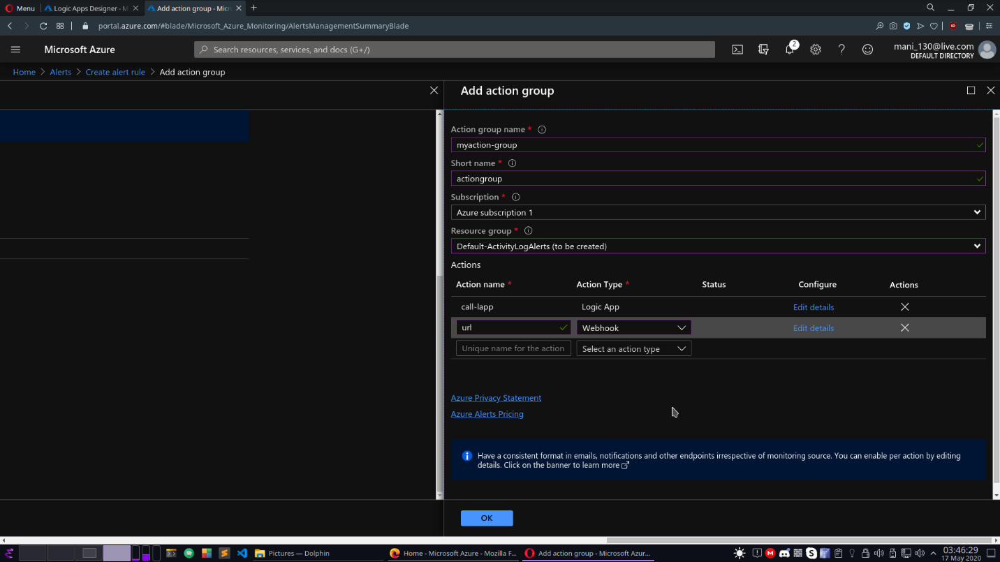 Menu
Logic Apps Designer - M
Add action group - Micr
portal.azure.com/#blade/Microsoft_Azure_Monitoring/AlertsManagementSummaryBlade
Microsoft Azure
Search resources, services, and docs (G+/)
2
mani_130@live.com
DEFAULT DIRECTORY
Home > Alerts > Create alert rule > Add action group
Add action group
Action group name *
myaction-group
Short name *
actiongroup
Subscription *
Azure subscription 1
Resource group *
Default-ActivityLogAlerts (to be created)
Actions
Action name * Action Type * Status Configure Actions
call-lapp Logic App Edit details
url Webhook Edit details
Unique name for the action Select an action type
Azure Privacy Statement
Azure Alerts Pricing
Have a consistent format in emails, notifications and other endpoints irrespective of monitoring source. You can enable per action by editing
details. Click on the banner to learn more
OK
Pictures — Dolphin
Home - Microsoft Azure - Mozilla F...
Add action group - Microsoft Azur...
03:46:29
17 May 2020